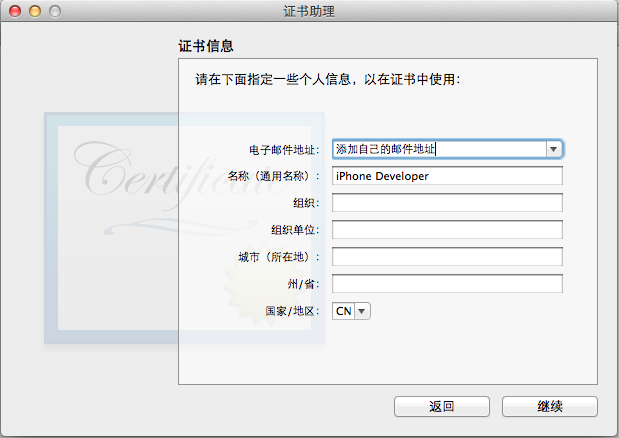 证书助理
证书信息
请在下面指定一些个人信息，以在证书中使用：
Certificate
电子邮件地址： 添加自己的邮件地址
名称（通用名称）： iPhone Developer
组织：
组织单位：
城市（所在地）：
州/省：
国家/地区： CN
返回 继续